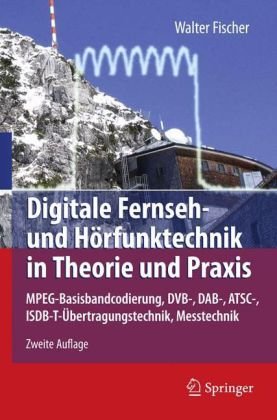 Walter Fischer
Digitale Fernseh-
und Hörfunktechnik
in Theorie und Praxis
MPEG-Basisbandcodierung, DVB-, DAB-, ATSC-,
ISDB-T-Übertragungstechnik, Messtechnik
Zweite Auflage
Springer